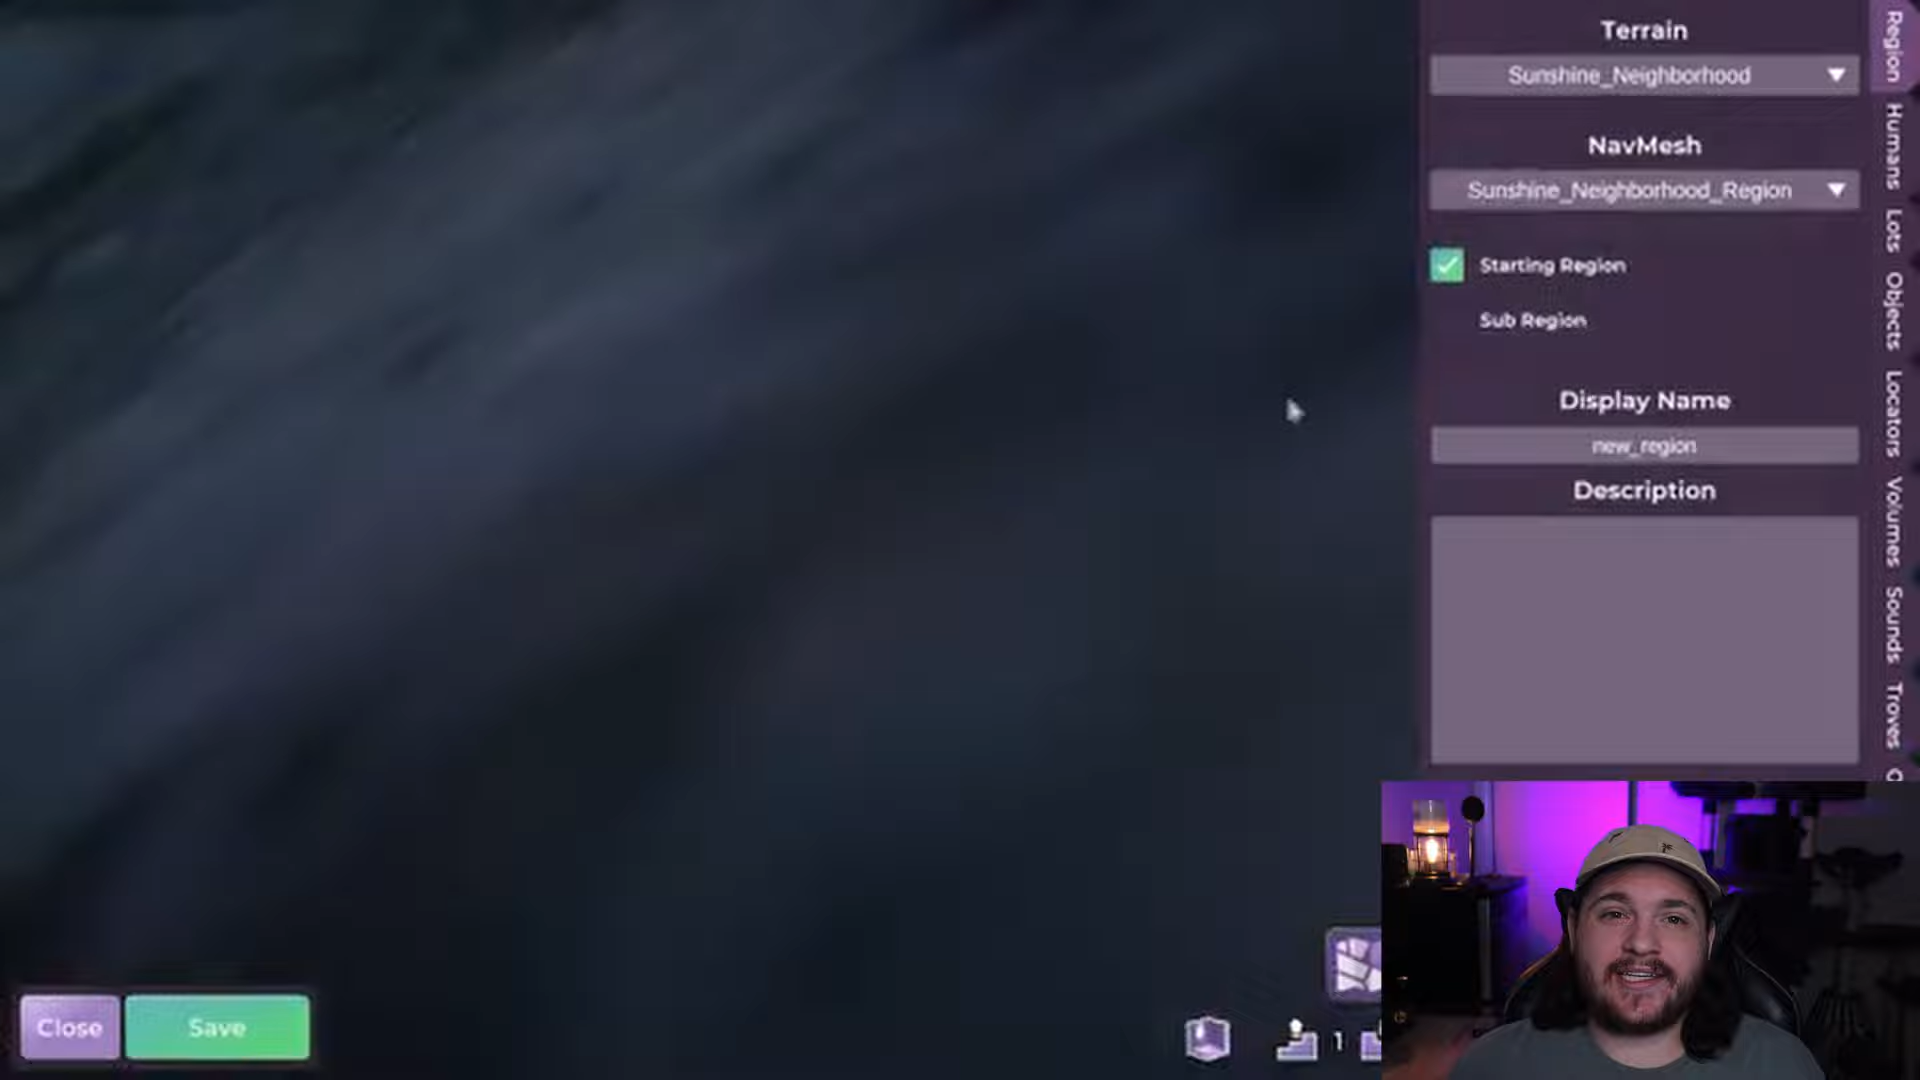 Terrain
Sunshine_Neighborhood
NavMesh
Sunshine_Neighborhood_Region
Starting Region
Sub Region
Display Name
new_region
Description
Region
Humans
Lots
Objects
Locators
Volumes
Sounds
Troves
Close
Save
1